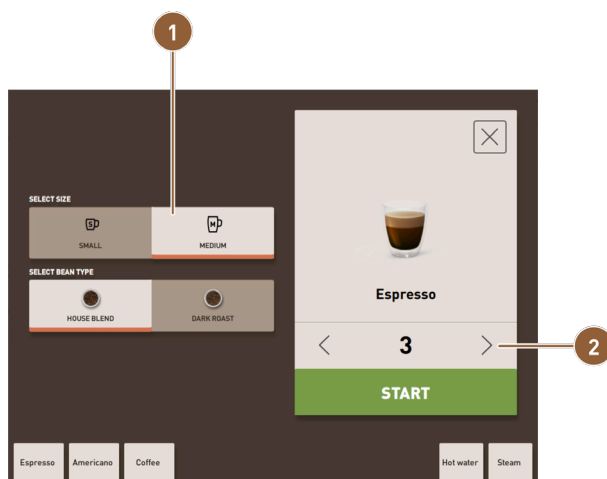 1
SELECT SIZE
S
M
SMALL
MEDIUM
SELECT BEAN TYPE
HOUSE BLEND
DARK ROAST
Espresso
3
2
START
Espresso
Americano
Coffee
Hot water
Steam